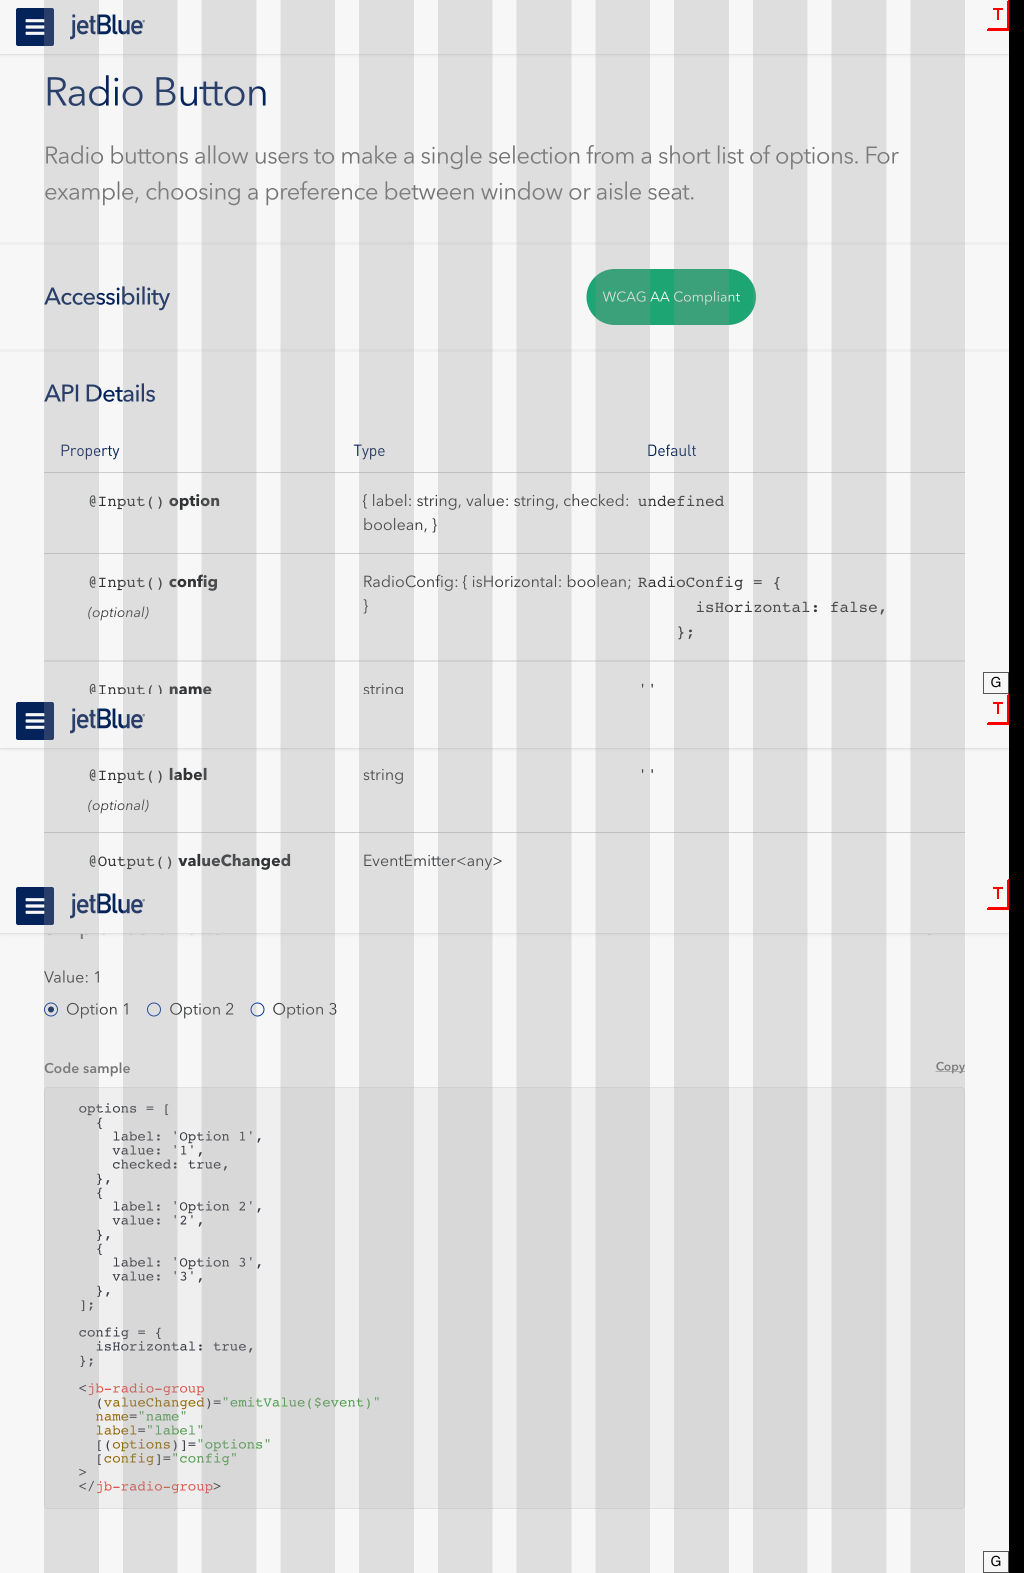 jetBlue
T
Radio Button
Radio buttons allow users to make a single selection from a short list of options. For
example, choosing a preference between window or aisle seat.
Accessibility
WCAG AA Compliant
API Details
Property Type Default
@Input() option { label: string, value: string, checked: undefined
boolean, }
@Input() config RadioConfig: { isHorizontal: boolean; RadioConfig = {
(optional) } isHorizontal: false,
};
@Input() name string ''
G
jetBlue
T
@Input() label string ''
(optional)
@Output() valueChanged EventEmitter<any>
jetBlue
T
Value: 1
Option 1 Option 2 Option 3
Code sample Copy
options = [
{
label: 'Option 1',
value: '1',
checked: true,
},
{
label: 'Option 2',
value: '2',
},
{
label: 'Option 3',
value: '3',
},
];
config = {
isHorizontal: true,
};
<jb-radio-group
(valueChanged)="emitValue($event)"
name="name"
label="label"
[(options)]="options"
[config]="config"
>
</jb-radio-group>
G